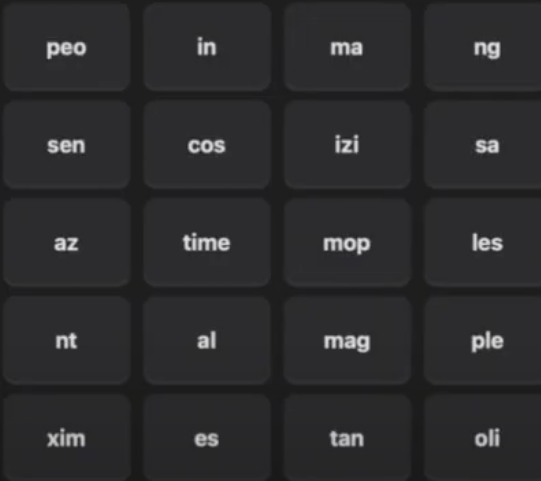 peo in ma ng
sen cos izi sa
az time mop les
nt al mag ple
xim es tan oli